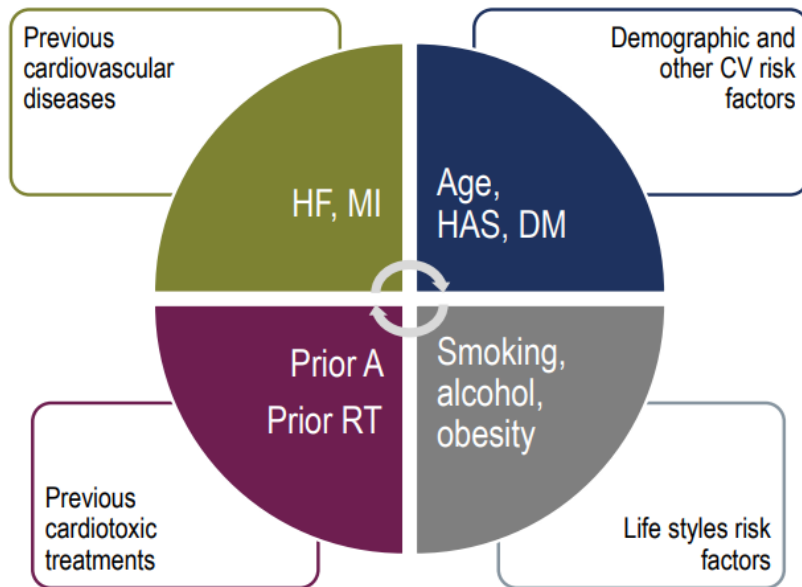 Previous
cardiovascular
diseases
Demographic and
other CV risk
factors
HF, MI
Age,
HAS, DM
Prior A
Prior RT
Smoking,
alcohol,
obesity
Previous
cardiotoxic
treatments
Life styles risk
factors